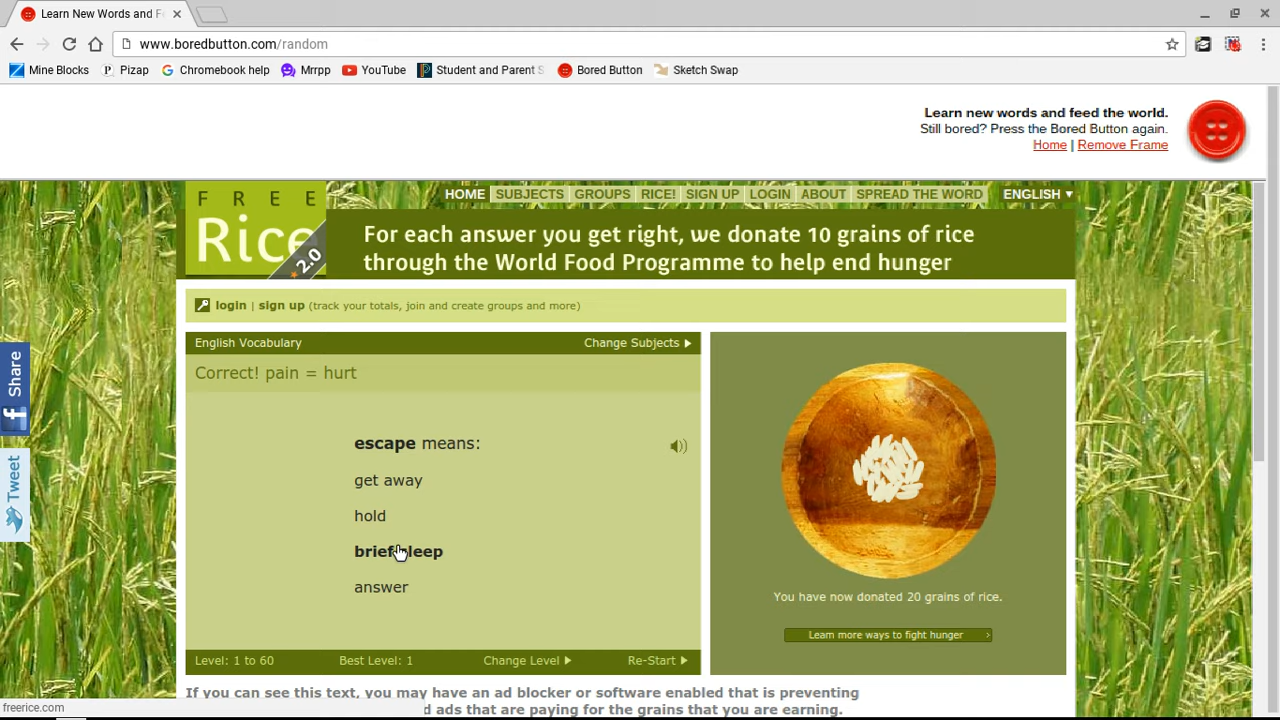 Learn New Words and F
www.boredbutton.com/random
Mine Blocks
Pizap
Chromebook help
Mrrpp
YouTube
Student and Parent S
Bored Button
Sketch Swap
Learn new words and feed the world.
Still bored? Press the Bored Button again.
Home | Remove Frame
FREE
Rice
2.0
HOME SUBJECTS GROUPS RICE! SIGN UP LOGIN ABOUT SPREAD THE WORD ENGLISH
For each answer you get right, we donate 10 grains of rice
through the World Food Programme to help end hunger
login | sign up (track your totals, join and create groups and more)
Share
Tweet
English Vocabulary
Change Subjects
Correct! pain = hurt
escape means:
get away
hold
brief sleep
answer
Level: 1 to 60
Best Level: 1
Change Level
Re-Start
You have now donated 20 grains of rice.
Learn more ways to fight hunger
If you can see this text, you may have an ad blocker or software enabled that is preventing
d ads that are paying for the grains that you are earning.
freerice.com